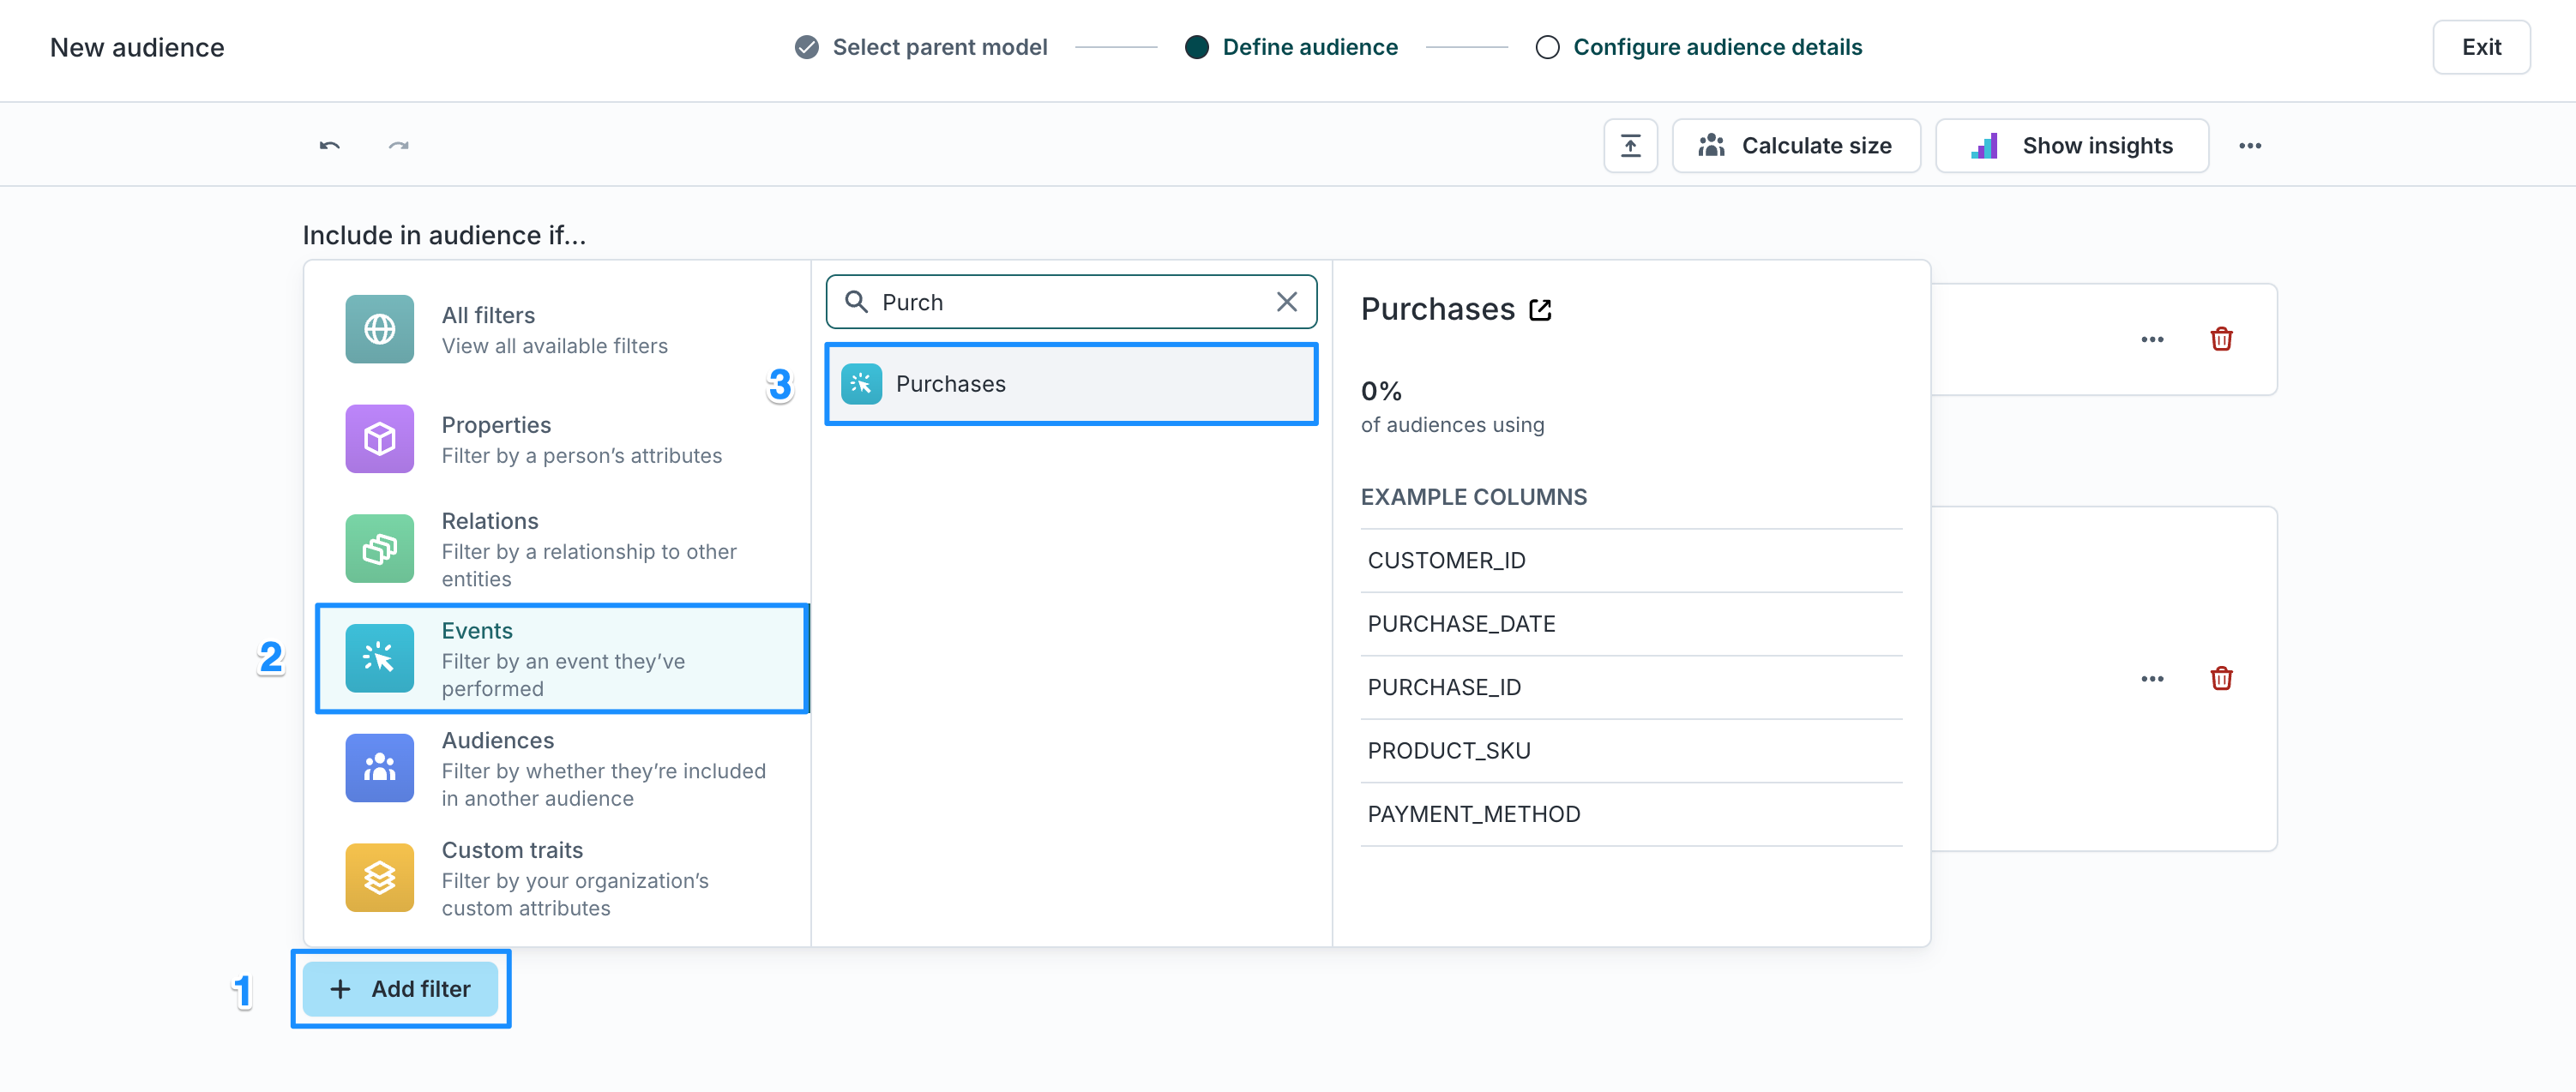 New audience
Select parent model
Define audience
Configure audience details
Exit
Calculate size
Show insights
Include in audience if...
All filters
View all available filters
Properties
Filter by a person’s attributes
Relations
Filter by a relationship to other
entities
2
Events
Filter by an event they’ve
performed
Audiences
Filter by whether they’re included
in another audience
Custom traits
Filter by your organization’s
custom attributes
Purch
3
Purchases
Purchases
0%
of audiences using
EXAMPLE COLUMNS
CUSTOMER_ID
PURCHASE_DATE
PURCHASE_ID
PRODUCT_SKU
PAYMENT_METHOD
1
Add filter